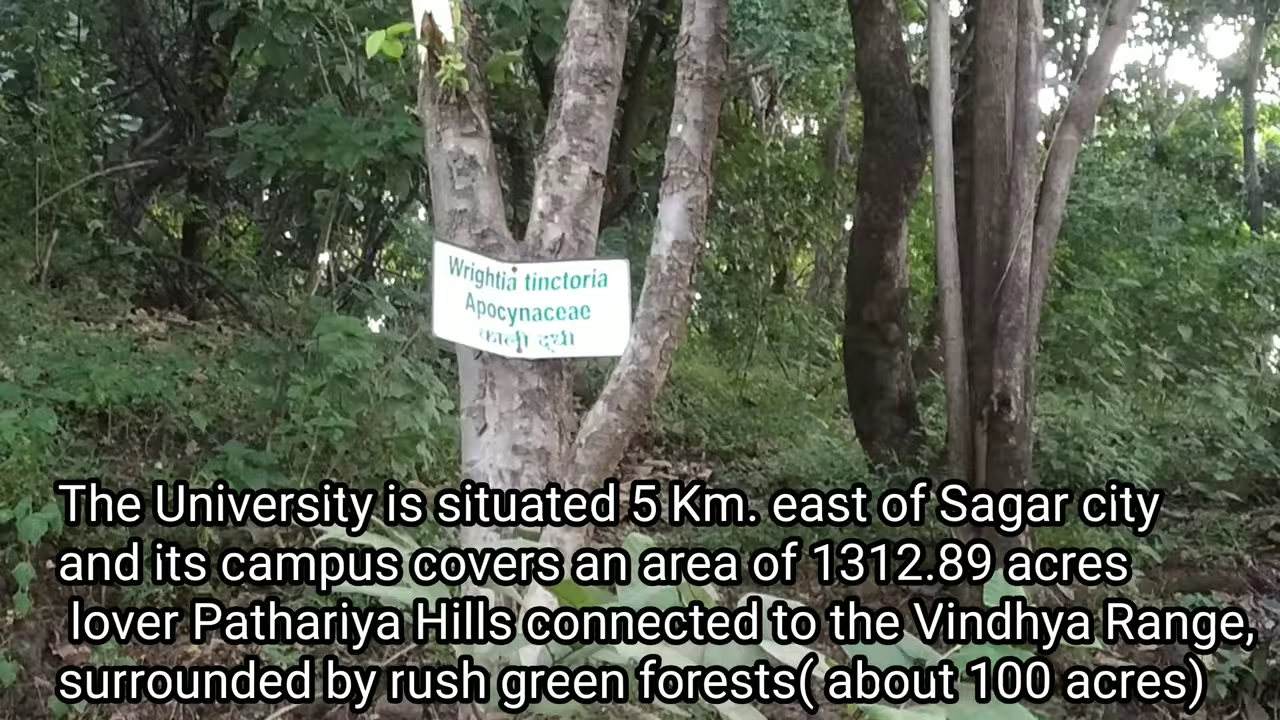 Wrightia tinctoria
Apocynaceae
काली दूधी
The University is situated 5 Km. east of Sagar city
and its campus covers an area of 1312.89 acres
lover Pathariya Hills connected to the Vindhya Range,
surrounded by rush green forests( about 100 acres)